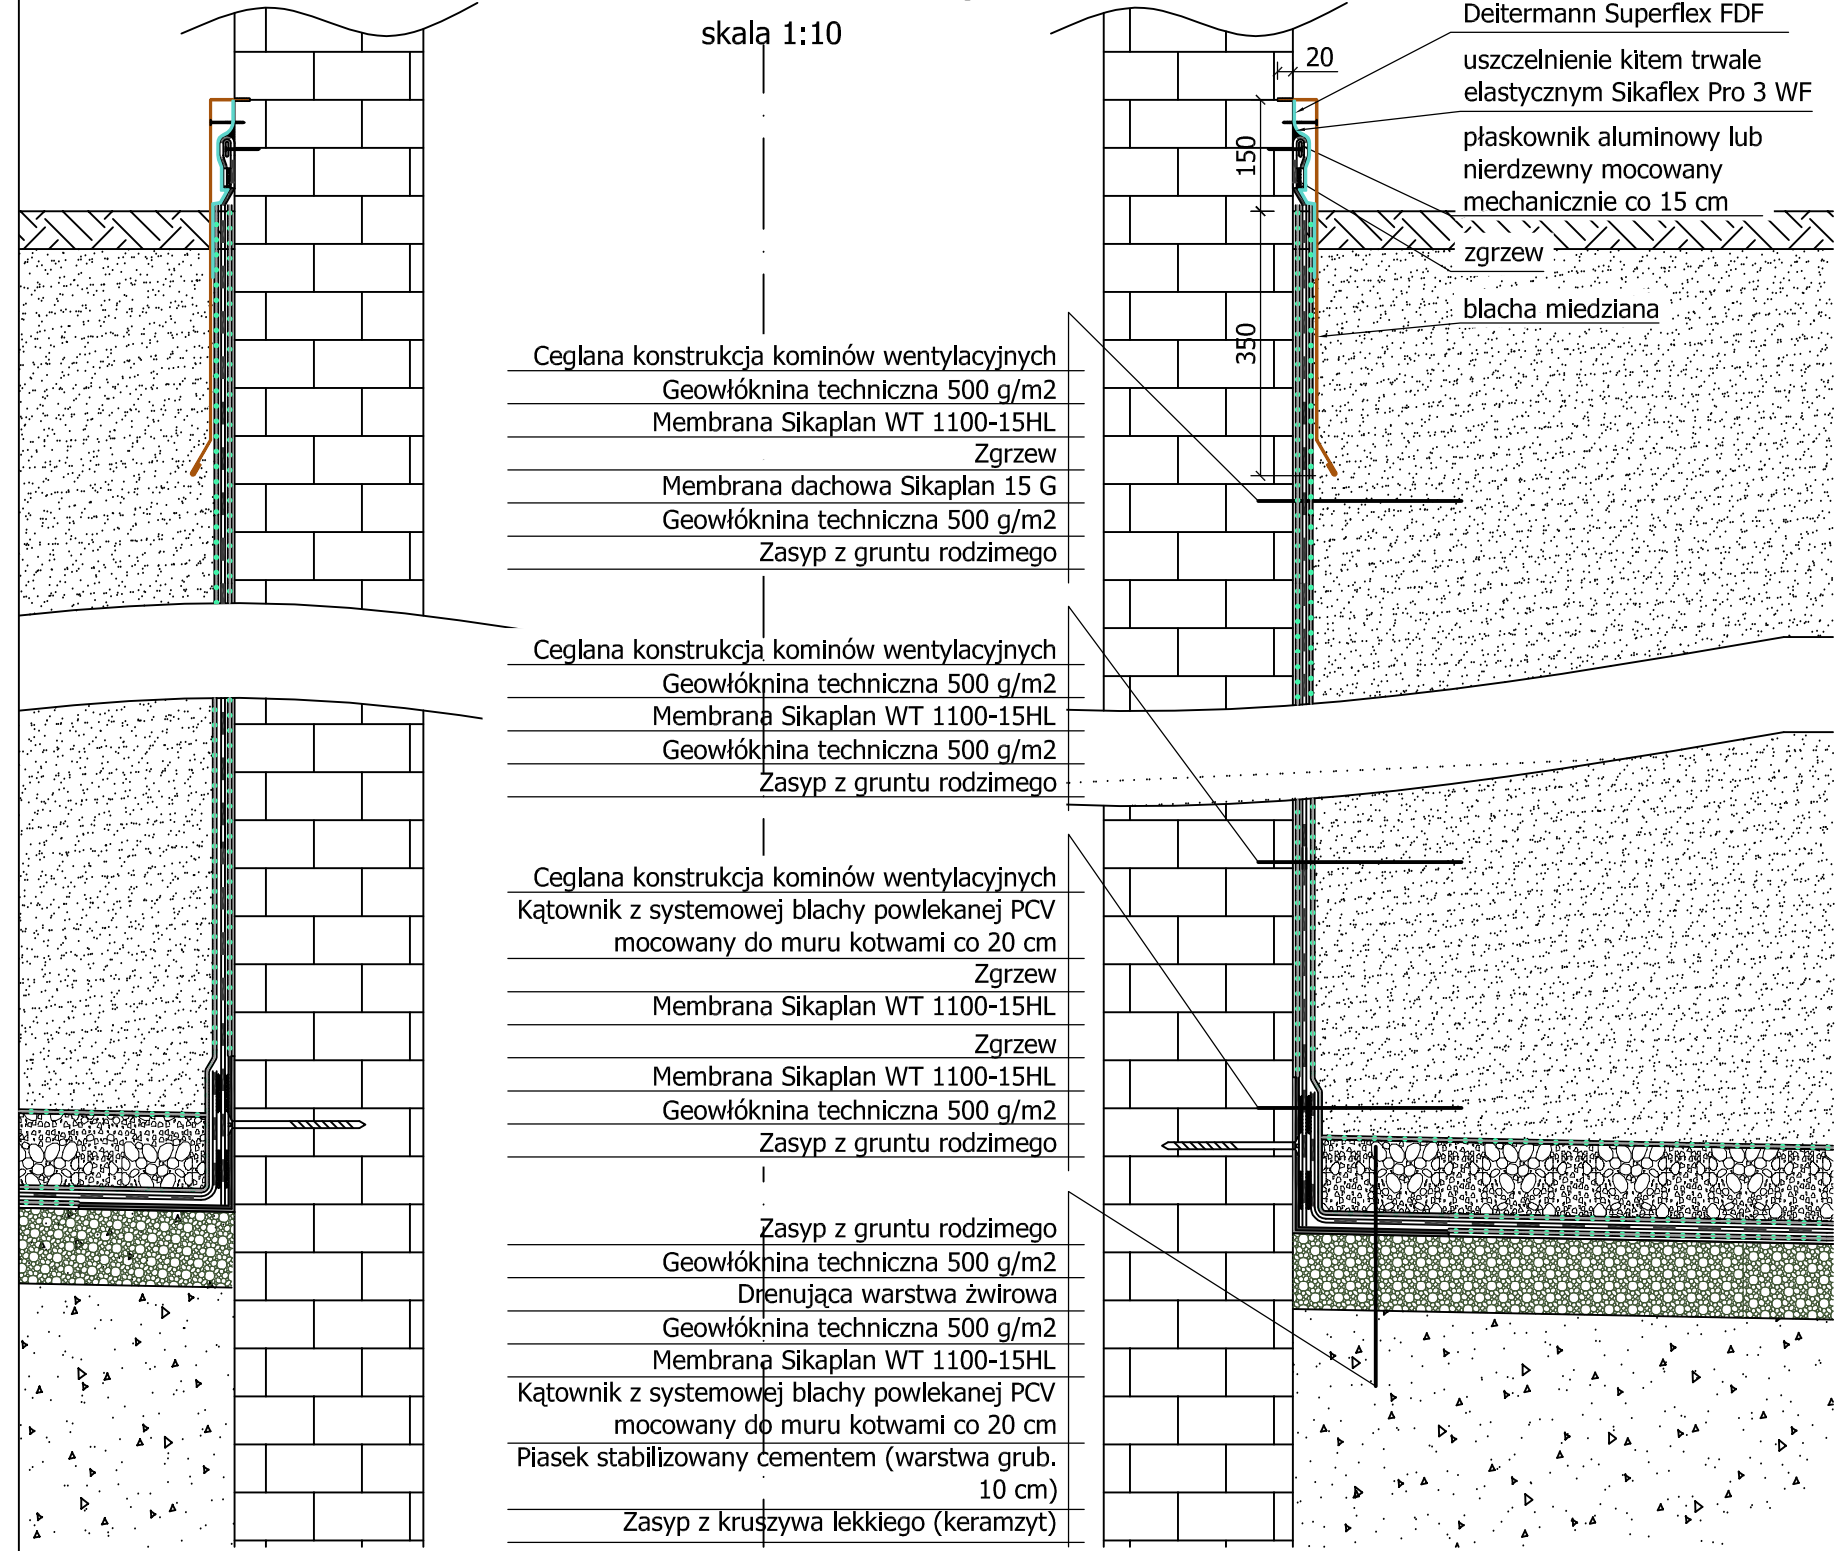 skala 1:10
Deitermann Superflex FDF
uszczelnienie kitem trwale
elastycznym Sikaflex Pro 3 WF
płaskownik aluminowy lub
nierdzewny mocowany
mechanicznie co 15 cm
zgrzew
blacha miedziana
20
150
350
Ceglana konstrukcja kominów wentylacyjnych
Geowłóknina techniczna 500 g/m2
Membrana Sikaplan WT 1100-15HL
Zgrzew
Membrana dachowa Sikaplan 15 G
Geowłóknina techniczna 500 g/m2
Zasyp z gruntu rodzimego
Ceglana konstrukcja kominów wentylacyjnych
Geowłóknina techniczna 500 g/m2
Membrana Sikaplan WT 1100-15HL
Geowłóknina techniczna 500 g/m2
Zasyp z gruntu rodzimego
Ceglana konstrukcja kominów wentylacyjnych
Kątownik z systemowej blachy powlekanej PCV
mocowany do muru kotwami co 20 cm
Zgrzew
Membrana Sikaplan WT 1100-15HL
Zgrzew
Membrana Sikaplan WT 1100-15HL
Geowłóknina techniczna 500 g/m2
Zasyp z gruntu rodzimego
Zasyp z gruntu rodzimego
Geowłóknina techniczna 500 g/m2
Drenująca warstwa żwirowa
Geowłóknina techniczna 500 g/m2
Membrana Sikaplan WT 1100-15HL
Kątownik z systemowej blachy powlekanej PCV
mocowany do muru kotwami co 20 cm
Piasek stabilizowany cementem (warstwa grub.
10 cm)
Zasyp z kruszywa lekkiego (keramzyt)